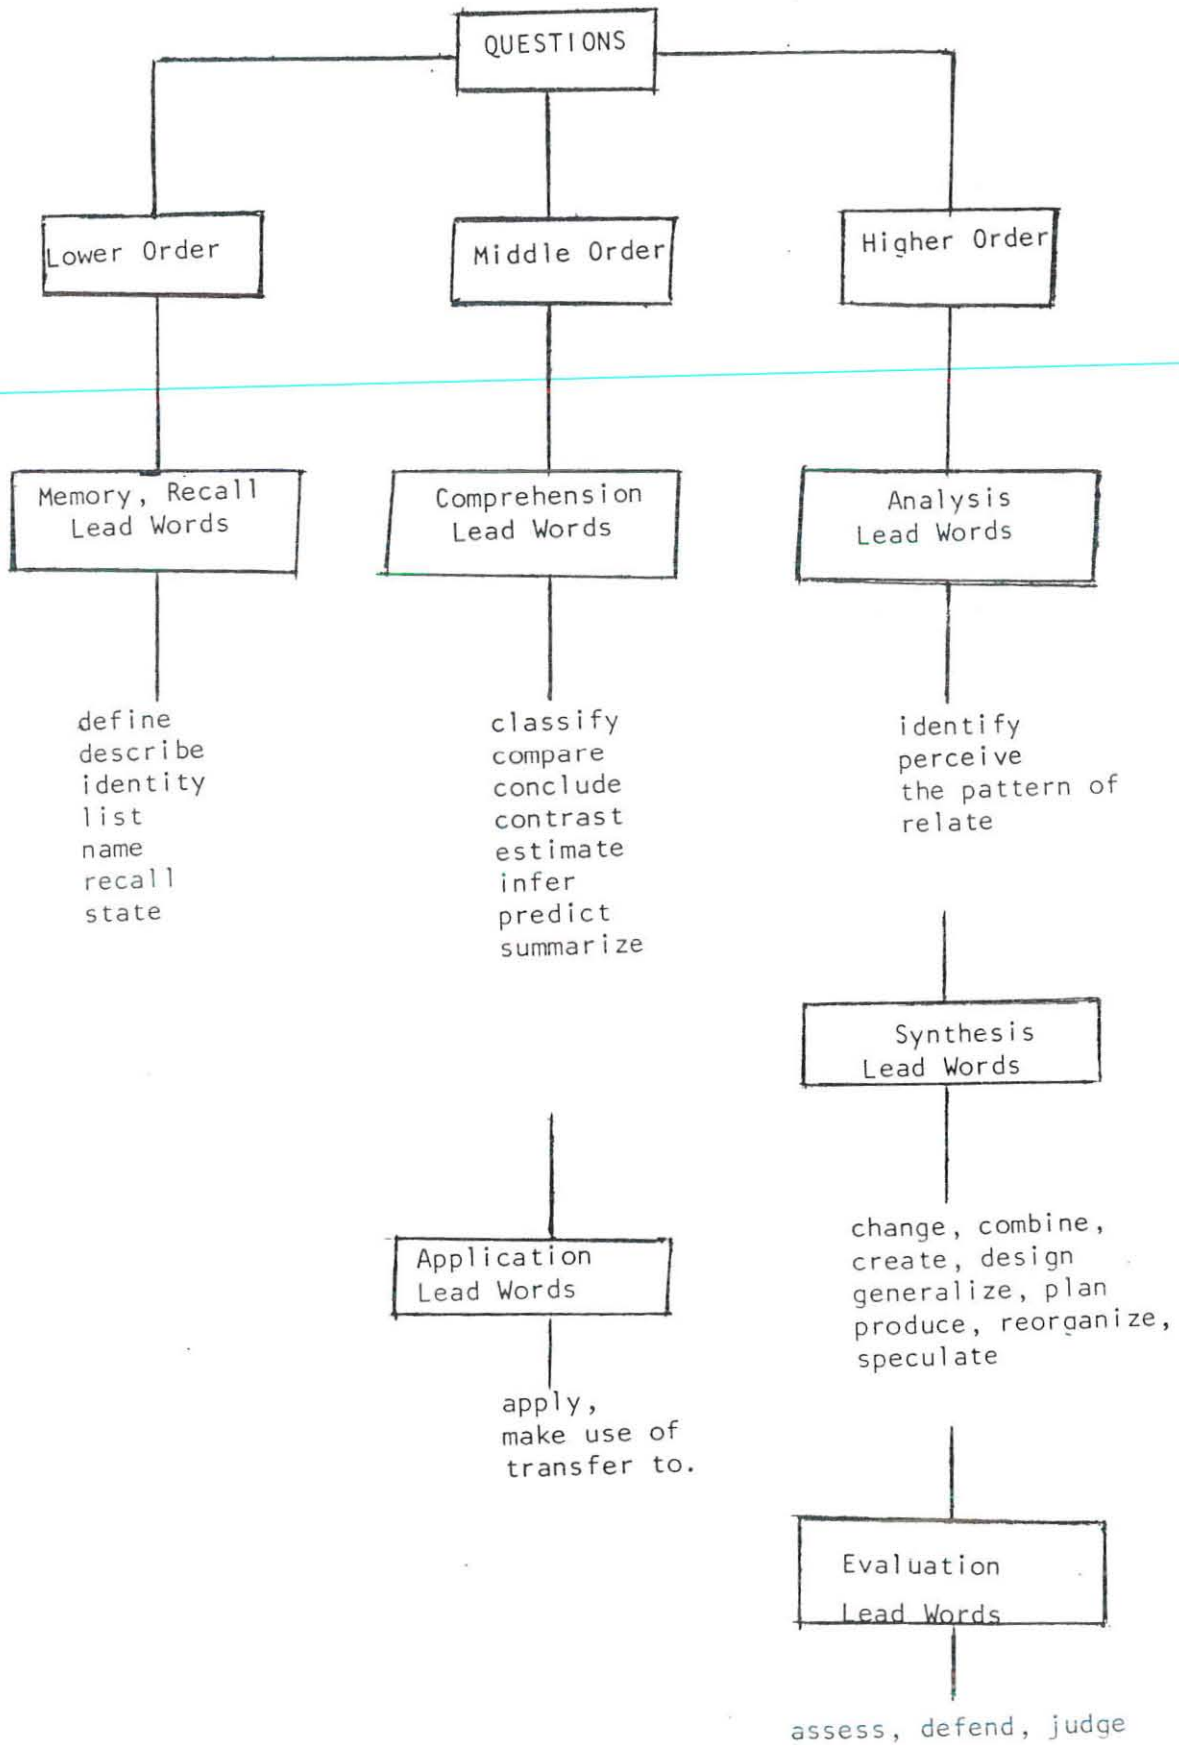 QUESTIONS
Lower Order
Middle Order
Higher Order
Memory, Recall
Lead Words
Comprehension
Lead Words
Analysis
Lead Words
define
describe
identity
list
name
recall
state
classify
compare
conclude
contrast
estimate
infer
predict
summarize
identify
perceive
the pattern of
relate
Synthesis
Lead Words
Application
Lead Words
change, combine,
create, design
generalize, plan
produce, reorganize,
speculate
apply,
make use of
transfer to.
Evaluation
Lead Words
assess, defend, judge